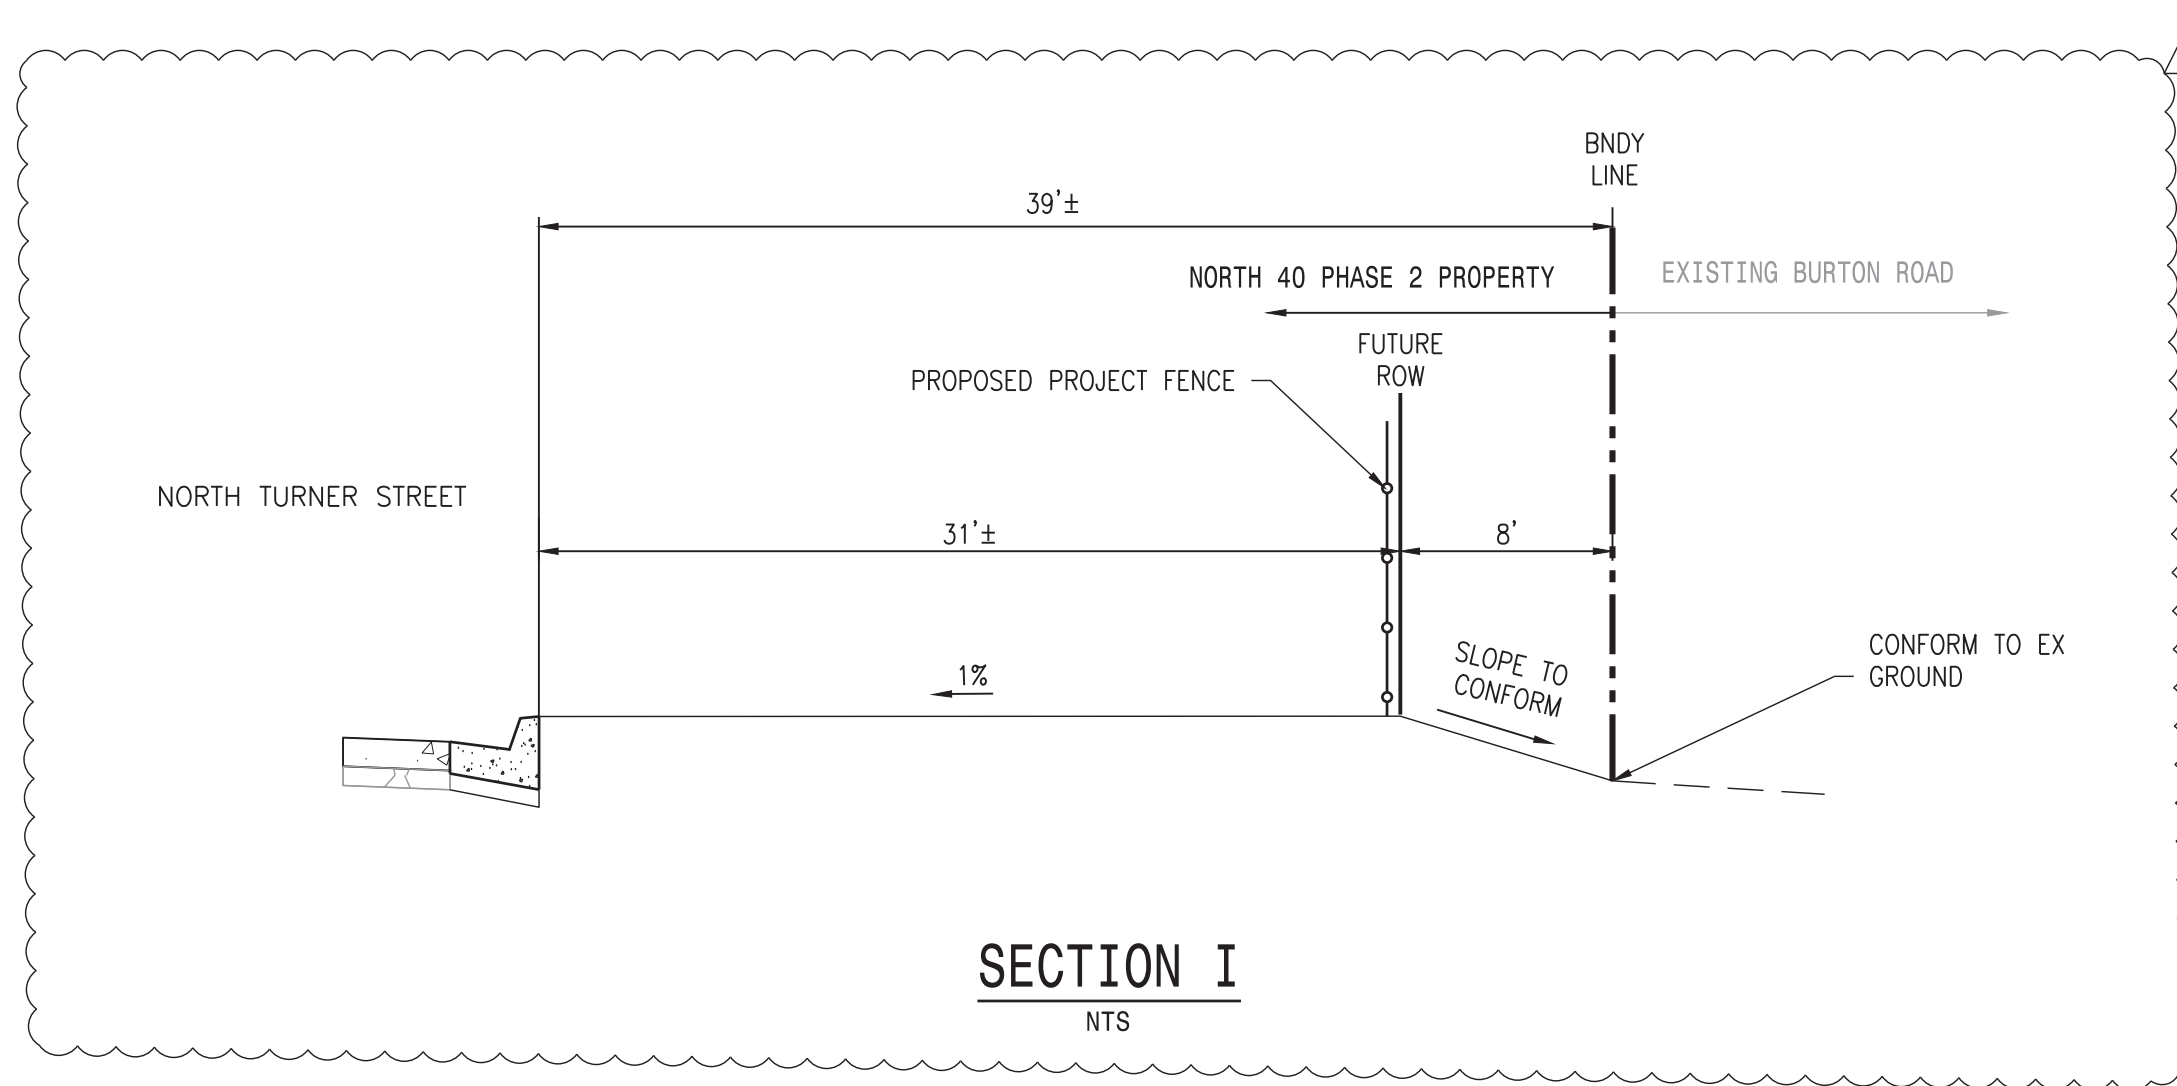 BNDY
LINE
39'±
NORTH 40 PHASE 2 PROPERTY
EXISTING BURTON ROAD
FUTURE
ROW
PROPOSED PROJECT FENCE
NORTH TURNER STREET
31'±
8'
SLOPE TO
CONFORM
CONFORM TO EX
GROUND
1%
SECTION I
NTS